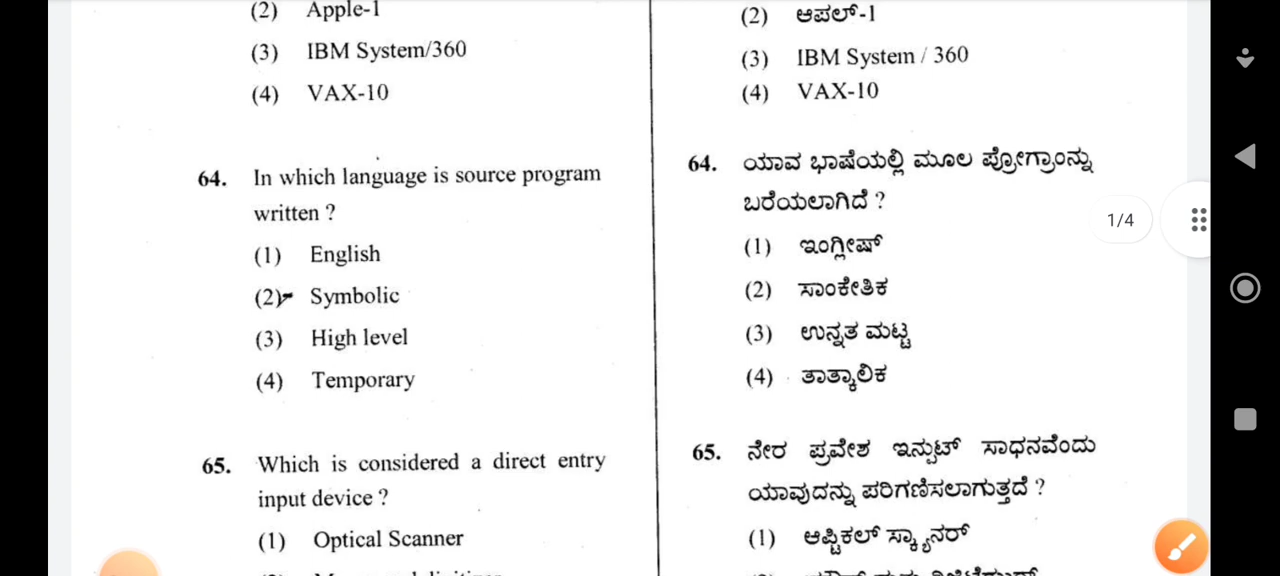 (2) Apple-1
(3) IBM System/360
(4) VAX-10
64. In which language is source program
written ?
(1) English
(2) Symbolic
(3) High level
(4) Temporary
65. Which is considered a direct entry
input device ?
(1) Optical Scanner
(2) ಆಪಲ್-1
(3) IBM System / 360
(4) VAX-10
64. ಯಾವ ಭಾಷೆಯಲ್ಲಿ ಮೂಲ ಪ್ರೋಗ್ರಾಂನ್ನು
ಬರೆಯಲಾಗಿದೆ ?
(1) ಇಂಗ್ಲೀಷ್
(2) ಸಾಂಕೇತಿಕ
(3) ಉನ್ನತ ಮಟ್ಟ
(4) ತಾತ್ಕಾಲಿಕ
65. ನೇರ ಪ್ರವೇಶ ಇನ್ಪುಟ್ ಸಾಧನವೆಂದು
ಯಾವುದನ್ನು ಪರಿಗಣಿಸಲಾಗುತ್ತದೆ ?
(1) ಆಪ್ಟಿಕಲ್ ಸ್ಕ್ಯಾನರ್
1/4